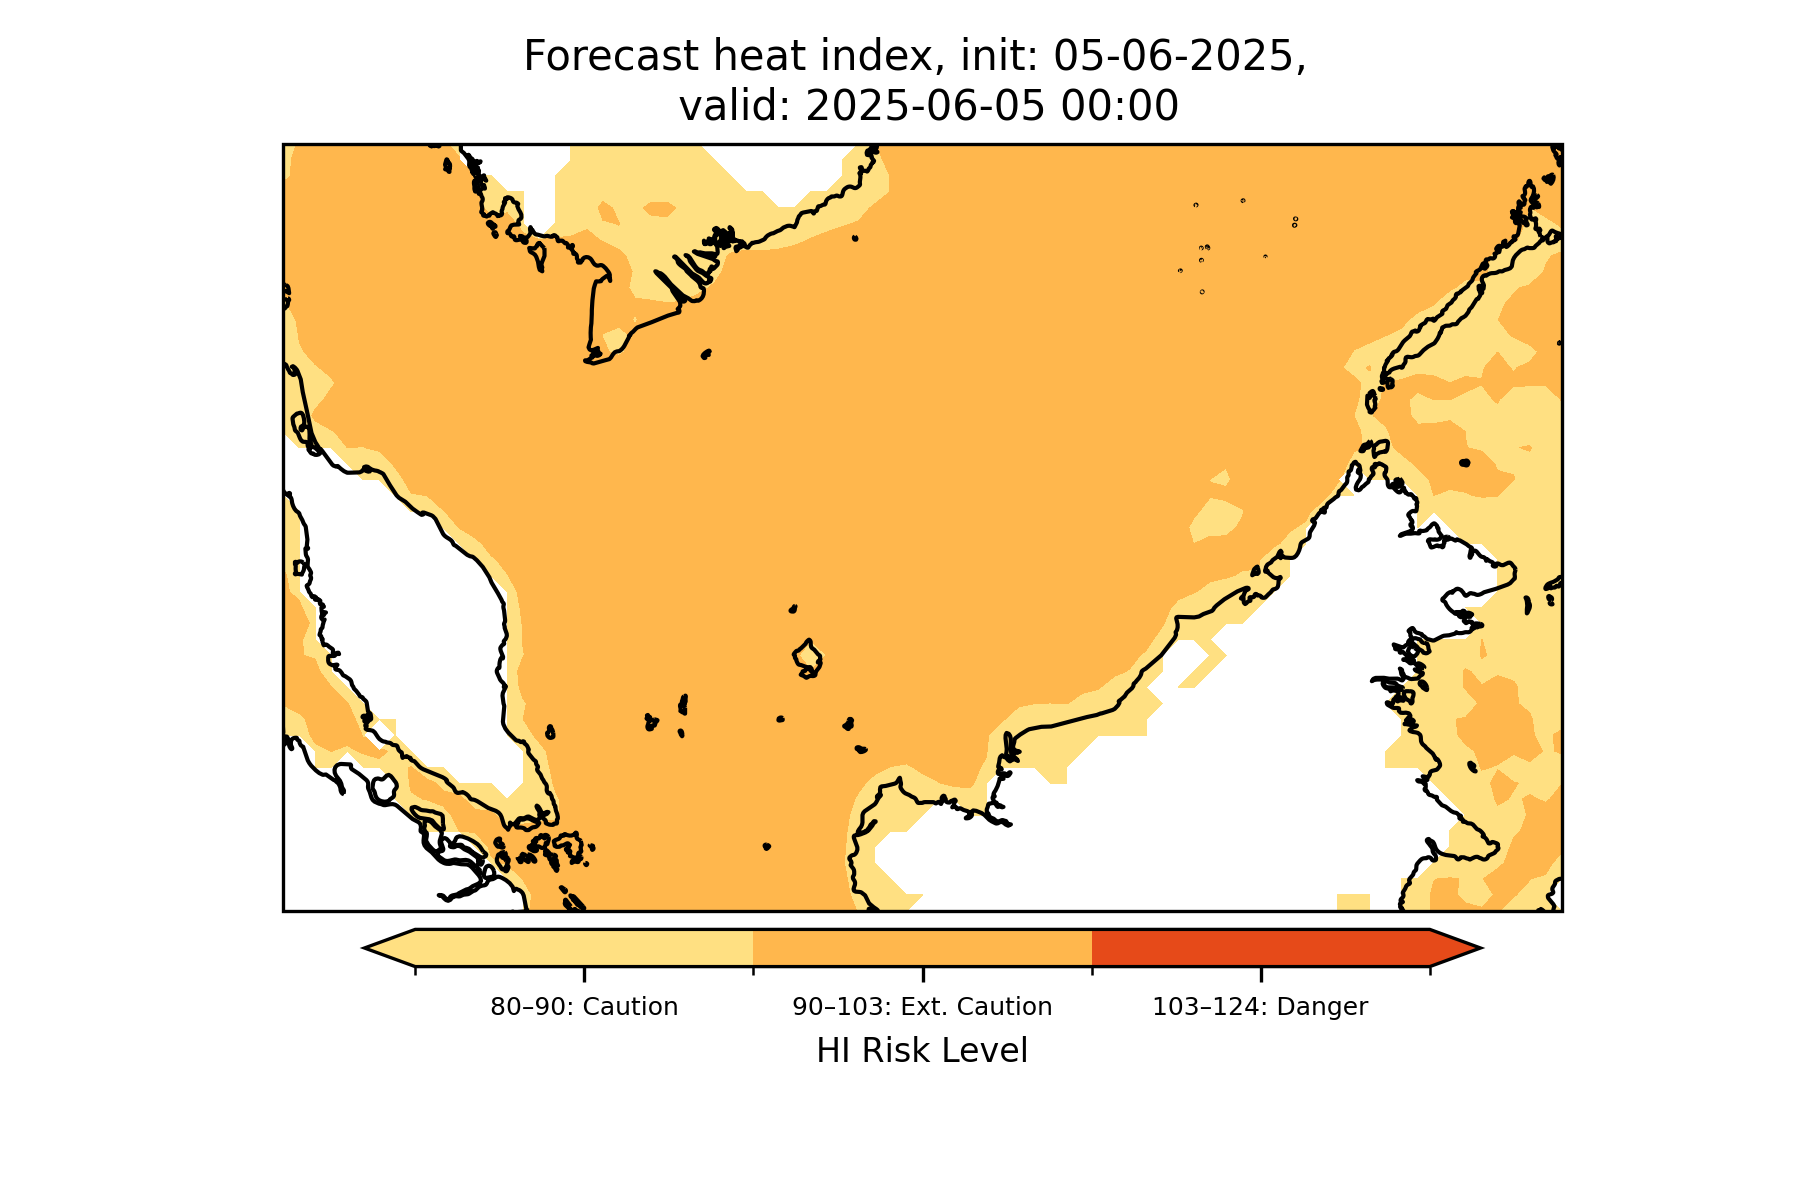 Forecast heat index, init: 05-06-2025,
valid: 2025-06-05 00:00
80–90: Caution
90–103: Ext. Caution
103–124: Danger
HI Risk Level